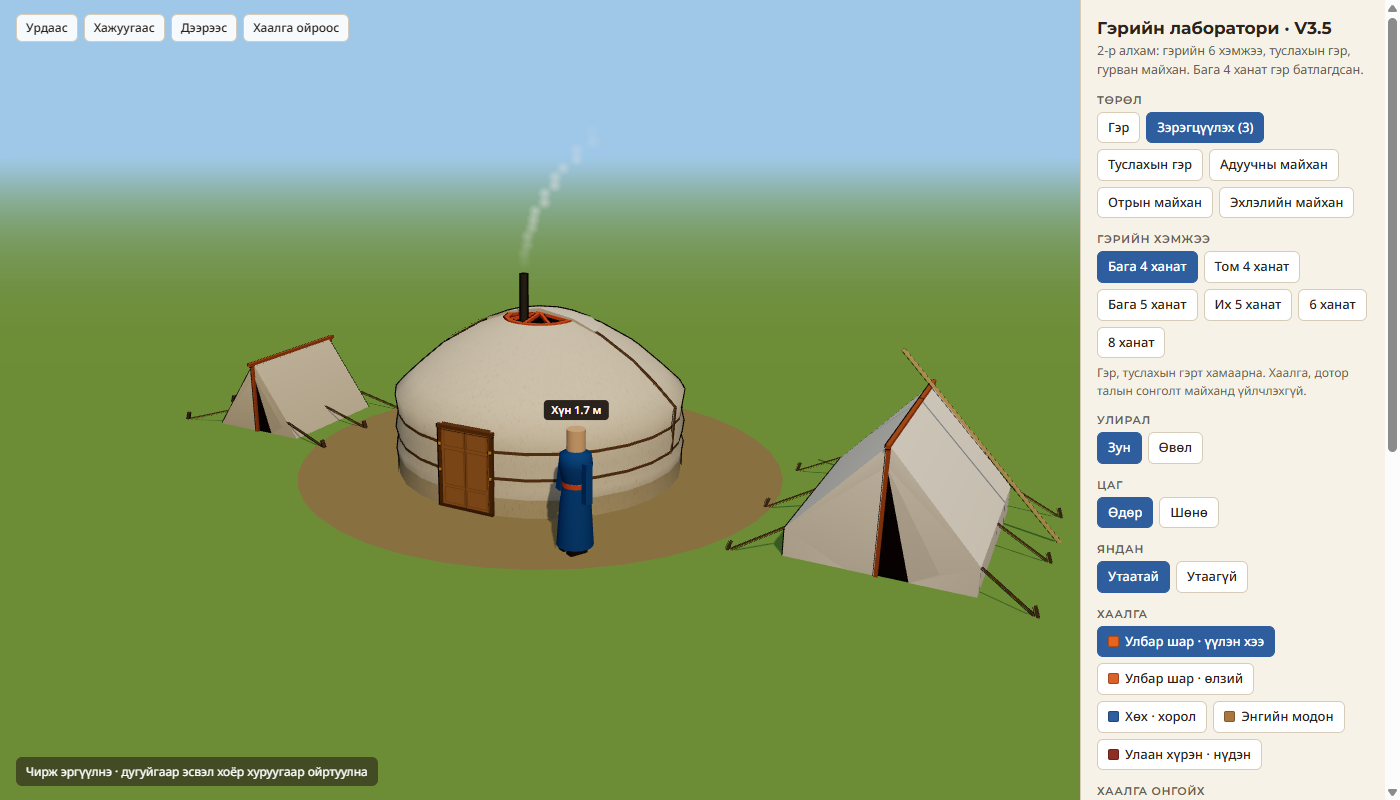 Урдаас
Хажуугаас
Дээрээс
Хаалга ойроос
Хүн 1.7 м
Чирж эргүүлнэ · дугуйгаар эсвэл хоёр хуруугаар ойртуулна
Гэрийн лаборатори · V3.5
2-р алхам: гэрийн 6 хэмжээ, туслахын гэр,
гурван майхан. Бага 4 ханат гэр батлагдсан.
ТӨРӨЛ
Гэр
Зэрэгцүүлэх (3)
Туслахын гэр
Адуучны майхан
Отрын майхан
Эхлэлийн майхан
ГЭРИЙН ХЭМЖЭЭ
Бага 4 ханат
Том 4 ханат
Бага 5 ханат
Их 5 ханат
6 ханат
8 ханат
Гэр, туслахын гэрт хамаарна. Хаалга, дотор
талын сонголт майханд үйлчлэхгүй.
УЛИРАЛ
Зун
Өвөл
ЦАГ
Өдөр
Шөнө
ЯНДАН
Утаатай
Утаагүй
ХААЛГА
Улбар шар · үүлэн хээ
Улбар шар · өлзий
Хөх · хорол
Энгийн модон
Улаан хүрэн · нүдэн
ХААЛГА ОНГОЙХ